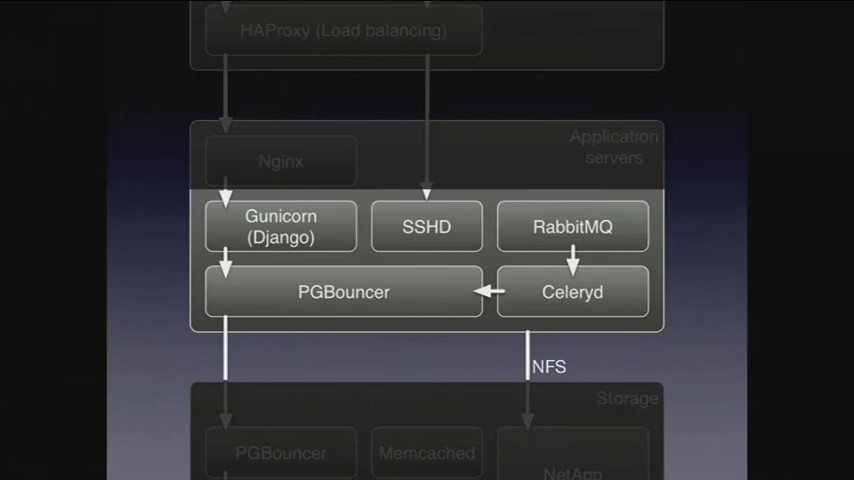 HAProxy (Load balancing)
Application
servers
Nginx
Gunicorn
(Django)
SSHD
RabbitMQ
PGBouncer
Celeryd
NFS
Storage
PGBouncer
Memcached
NetApp